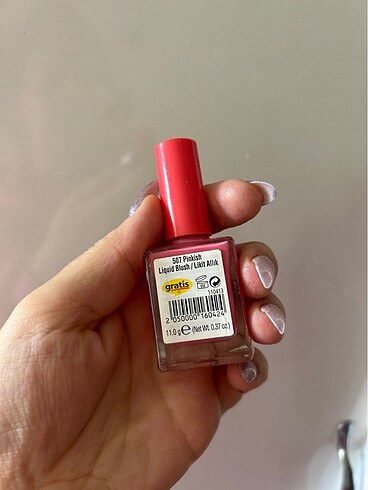 507 Pinkish
Liquid Blush / Likit Allık
gratis
110413
2 050000 160424
11.0 g ℮ (Net Wt. 0.37 oz.)